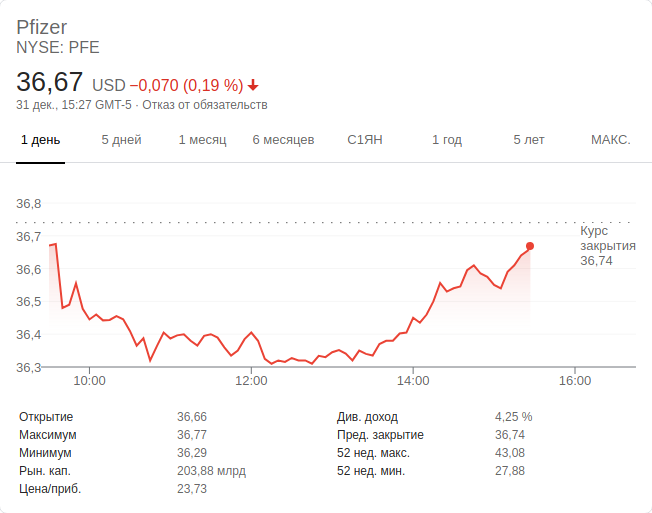 Pfizer
NYSE: PFE
36,67 USD −0,070 (0,19 %)
31 дек., 15:27 GMT-5 · Отказ от обязательств
1 день 5 дней 1 месяц 6 месяцев С1ЯН 1 год 5 лет МАКС.
36,8
36,7
36,6
36,5
36,4
36,3
Курс
закрытия
36,74
10:00 12:00 14:00 16:00
Открытие 36,66 Див. доход 4,25 %
Максимум 36,77 Пред. закрытие 36,74
Минимум 36,29 52 нед. макс. 43,08
Рын. кап. 203,88 млрд 52 нед. мин. 27,88
Цена/приб. 23,73